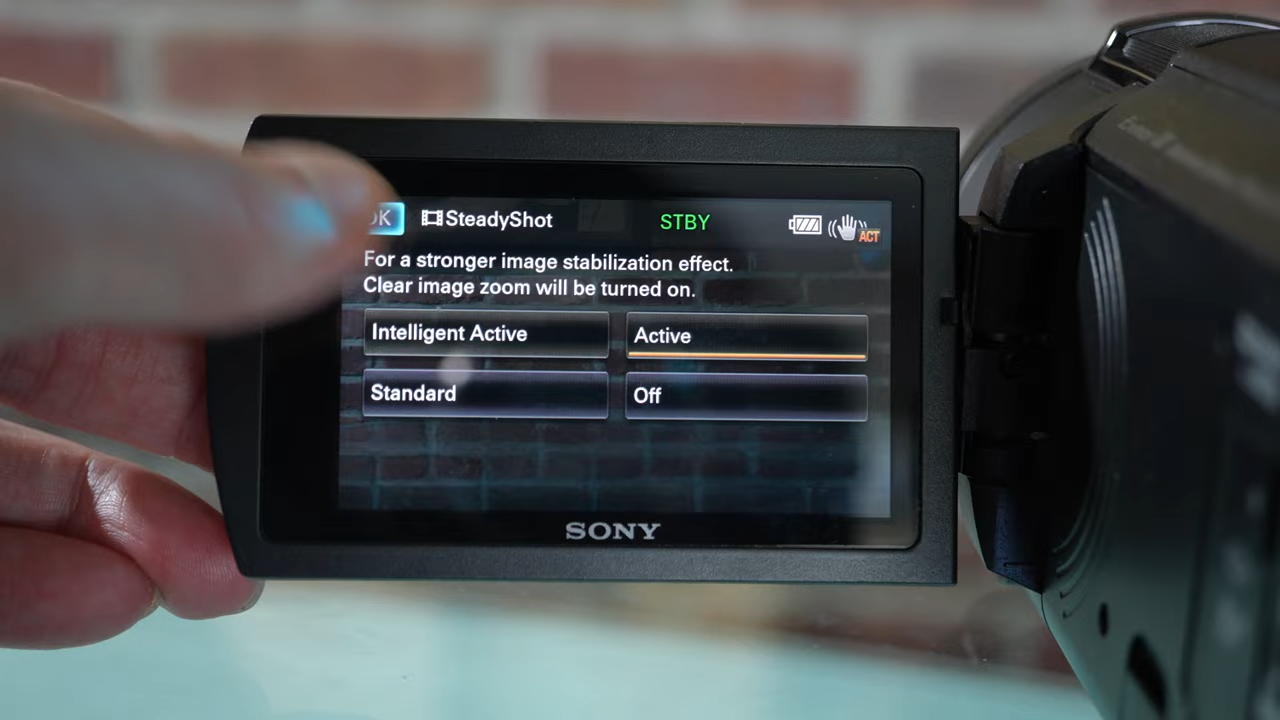 OK SteadyShot STBY ACT
For a stronger image stabilization effect.
Clear image zoom will be turned on.
Intelligent Active Active
Standard Off
SONY